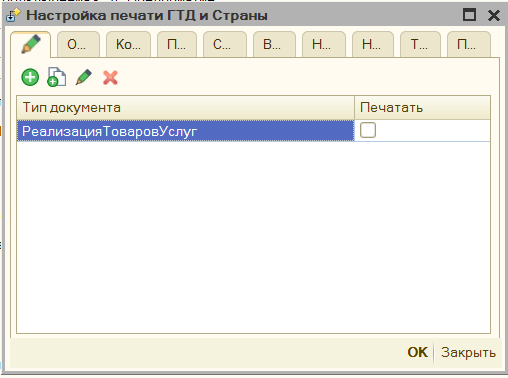 Настройка печати ГТД и Страны
О... Ко... П... С... В... Н... Н... Т... П...
Тип документа Печатать
РеализацияТоваровУслуг
OK Закрыть